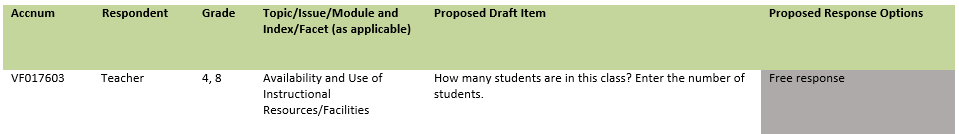 Accnum Respondent Grade Topic/Issue/Module and Index/Facet (as applicable) Proposed Draft Item Proposed Response Options
VF017603 Teacher 4, 8 Availability and Use of Instructional Resources/Facilities How many students are in this class? Enter the number of students. Free response